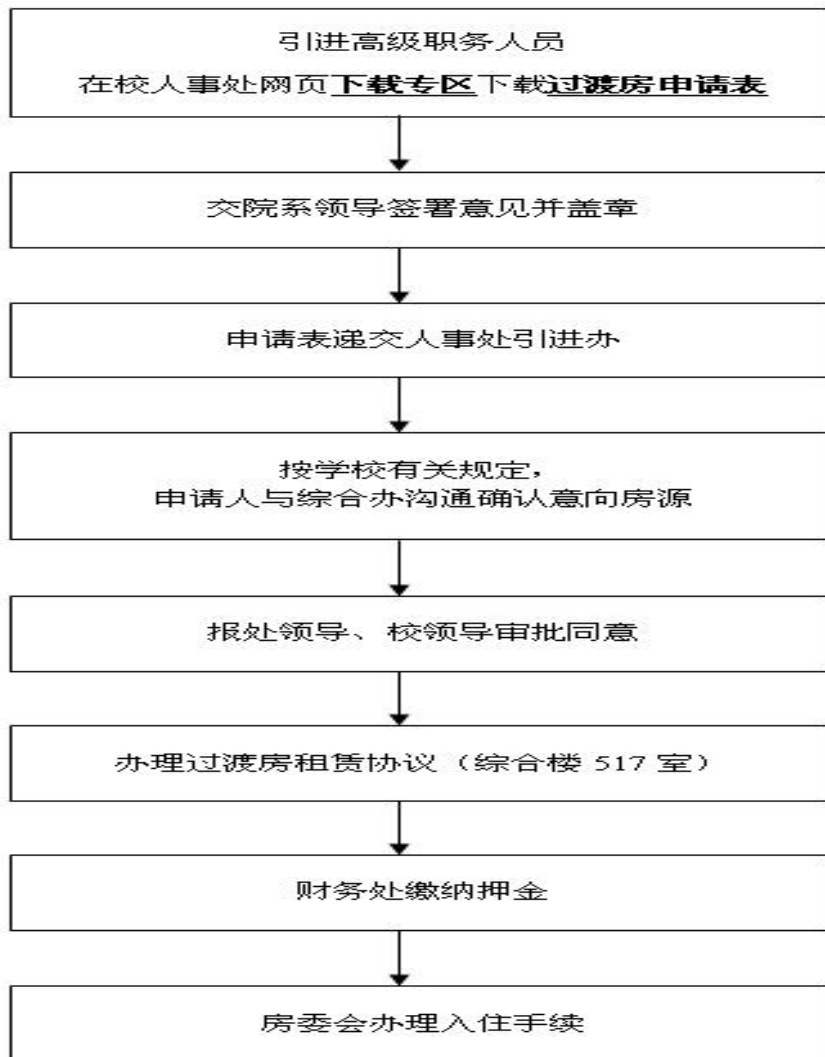 引进高级职务人员
在校人事处网页下载专区下载过渡房申请表
交院系领导签署意见并盖章
申请表递交人事处引进办
按学校有关规定，
申请人与综合办沟通确认意向房源
报处领导、校领导审批同意
办理过渡房租赁协议（综合楼 517 室）
财务处缴纳押金
房委会办理入住手续